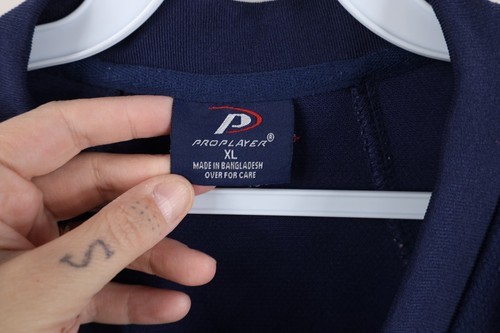 P
PROPLAYER®
XL
MADE IN BANGLADESH
OVER FOR CARE